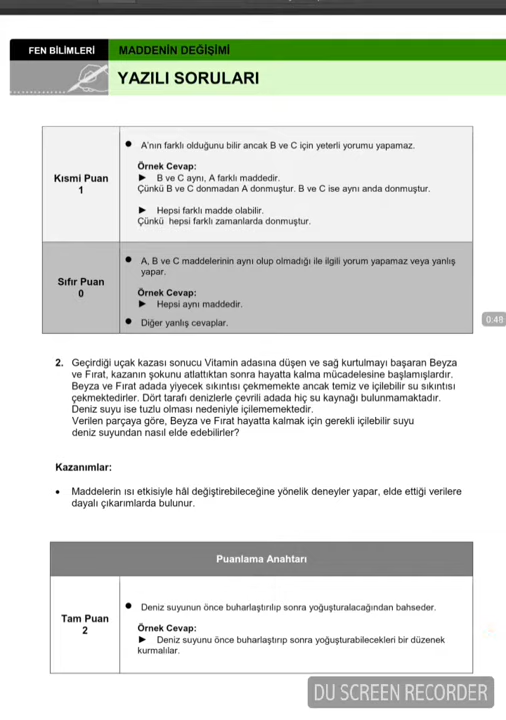 FEN BİLİMLERİ
MADDENİN DEĞİŞİMİ
YAZILI SORULARI
Kısmi Puan
1
● A'nın farklı olduğunu bilir ancak B ve C için yeterli yorumu yapamaz.
Örnek Cevap:
► B ve C aynı, A farklı maddedir.
Çünkü B ve C donmadan A donmuştur. B ve C ise aynı anda donmuştur.
► Hepsi farklı madde olabilir.
Çünkü hepsi farklı zamanlarda donmuştur.
Sıfır Puan
0
● A, B ve C maddelerinin aynı olup olmadığı ile ilgili yorum yapamaz veya yanlış
yapar.
Örnek Cevap:
► Hepsi aynı maddedir.
● Diğer yanlış cevaplar.
0:48
2. Geçirdiği uçak kazası sonucu Vitamin adasına düşen ve sağ kurtulmayı başaran Beyza
ve Fırat, kazanın şokunu atlattıktan sonra hayatta kalma mücadelesine başlamışlardır.
Beyza ve Fırat adada yiyecek sıkıntısı çekmemekte ancak temiz ve içilebilir su sıkıntısı
çekmektedirler. Dört tarafı denizlerle çevrili adada hiç su kaynağı bulunmamaktadır.
Deniz suyu ise tuzlu olması nedeniyle içilememektedir.
Verilen parçaya göre, Beyza ve Fırat hayatta kalmak için gerekli içilebilir suyu
deniz suyundan nasıl elde edebilirler?
Kazanımlar:
• Maddelerin ısı etkisiyle hâl değiştirebileceğine yönelik deneyler yapar, elde ettiği verilere
dayalı çıkarımlarda bulunur.
Puanlama Anahtarı
Tam Puan
2
● Deniz suyunun önce buharlaştırılıp sonra yoğuşturalacağından bahseder.
Örnek Cevap:
► Deniz suyunu önce buharlaştırıp sonra yoğuşturabilecekleri bir düzenek
kurmalılar.
DU SCREEN RECORDER